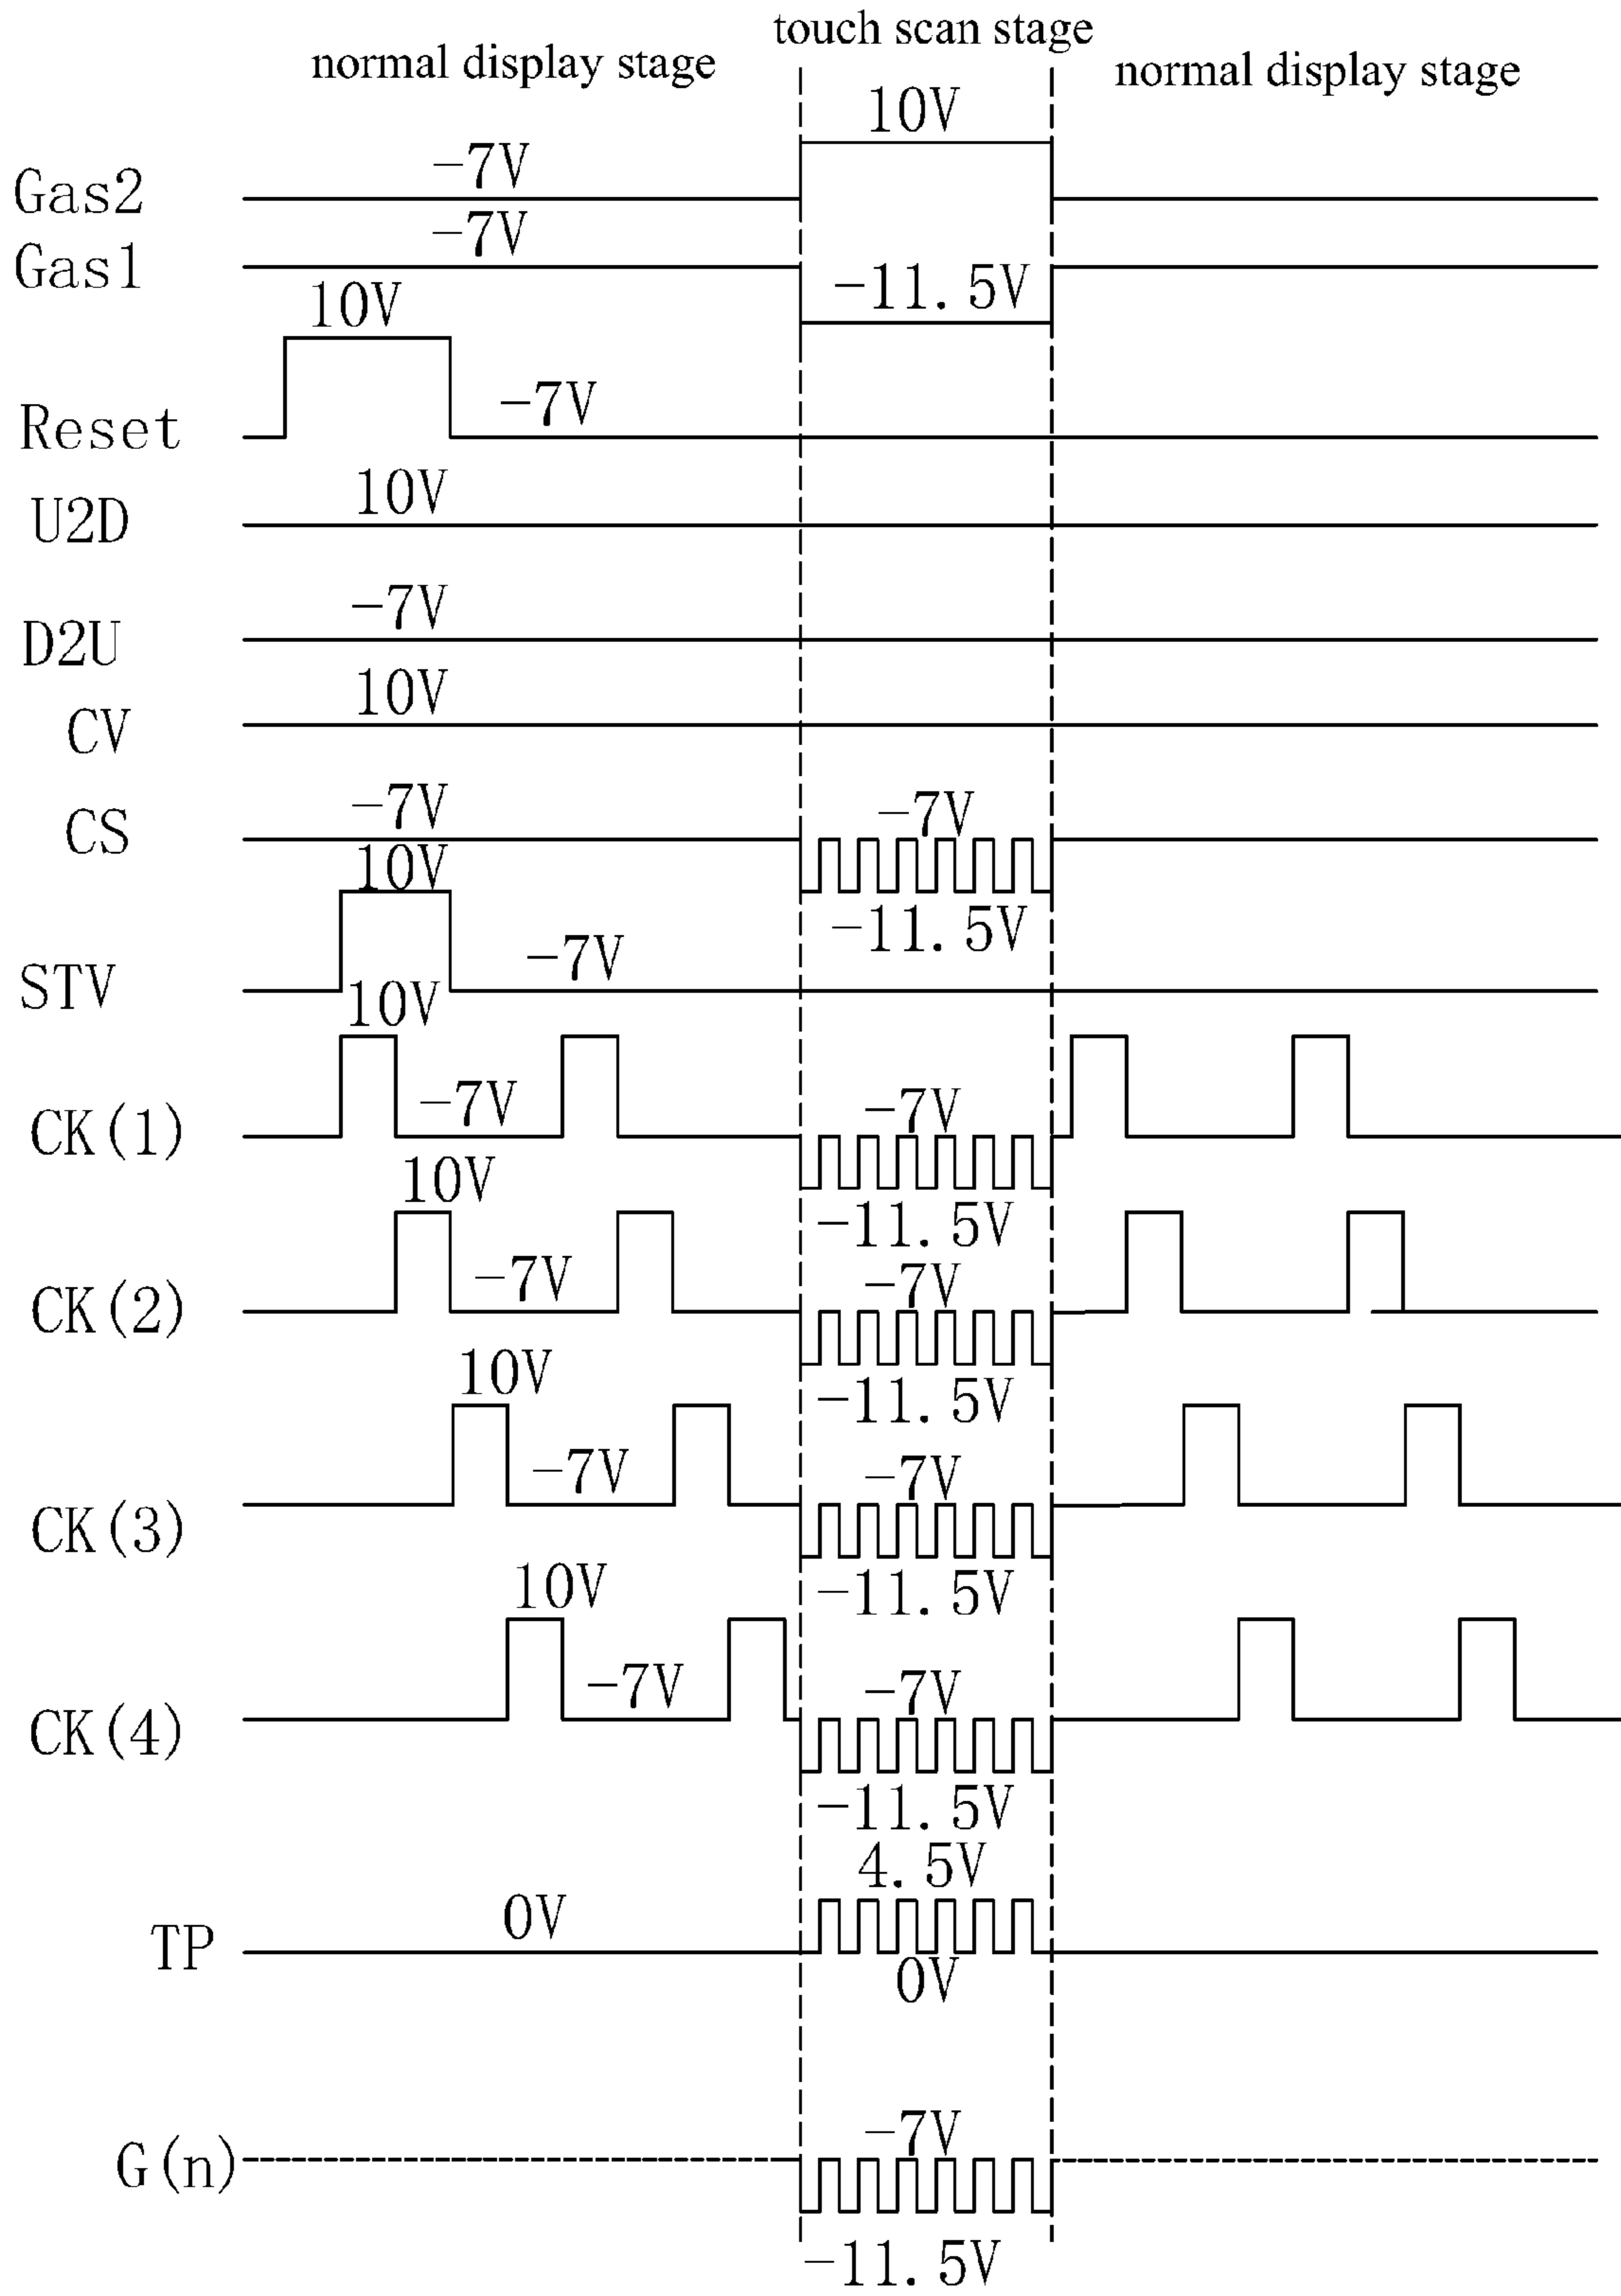 touch scan stage
normal display stage
normal display stage
10V
-7V
Gas2
-7V
Gas1
-11.5V
10V
-7V
Reset
10V
U2D
-7V
D2U
10V
CV
-7V
-7V
CS
10V
-11.5V
-7V
STV
10V
-7V
-7V
CK(1)
10V
-11.5V
-7V
-7V
CK(2)
10V
-11.5V
-7V
-7V
CK(3)
10V
-11.5V
-7V
-7V
CK(4)
-11.5V
4.5V
0V
TP
0V
-7V
G(n)
-11.5V